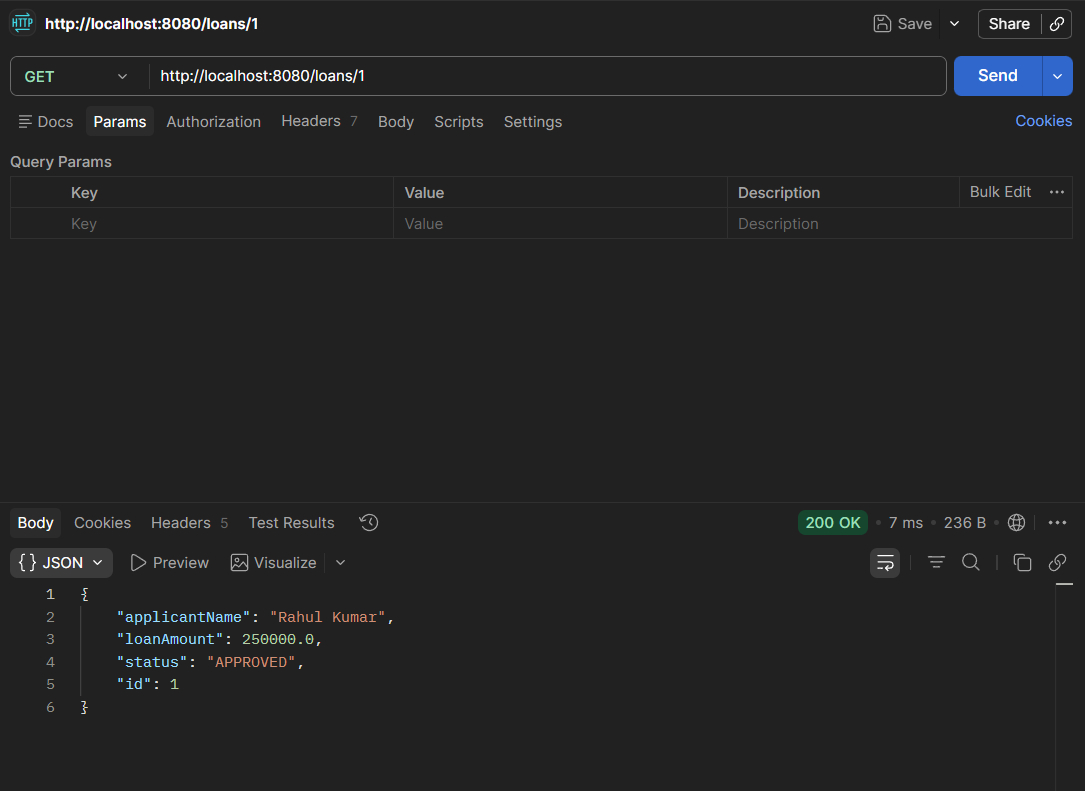 HTTP http://localhost:8080/loans/1 Save Share
GET http://localhost:8080/loans/1 Send
Docs Params Authorization Headers 7 Body Scripts Settings Cookies
Query Params
Key Value Description Bulk Edit
Key Value Description
Body Cookies Headers 5 Test Results 200 OK • 7 ms • 236 B
{} JSON Preview Visualize
1 {
2 "applicantName": "Rahul Kumar",
3 "loanAmount": 250000.0,
4 "status": "APPROVED",
5 "id": 1
6 }